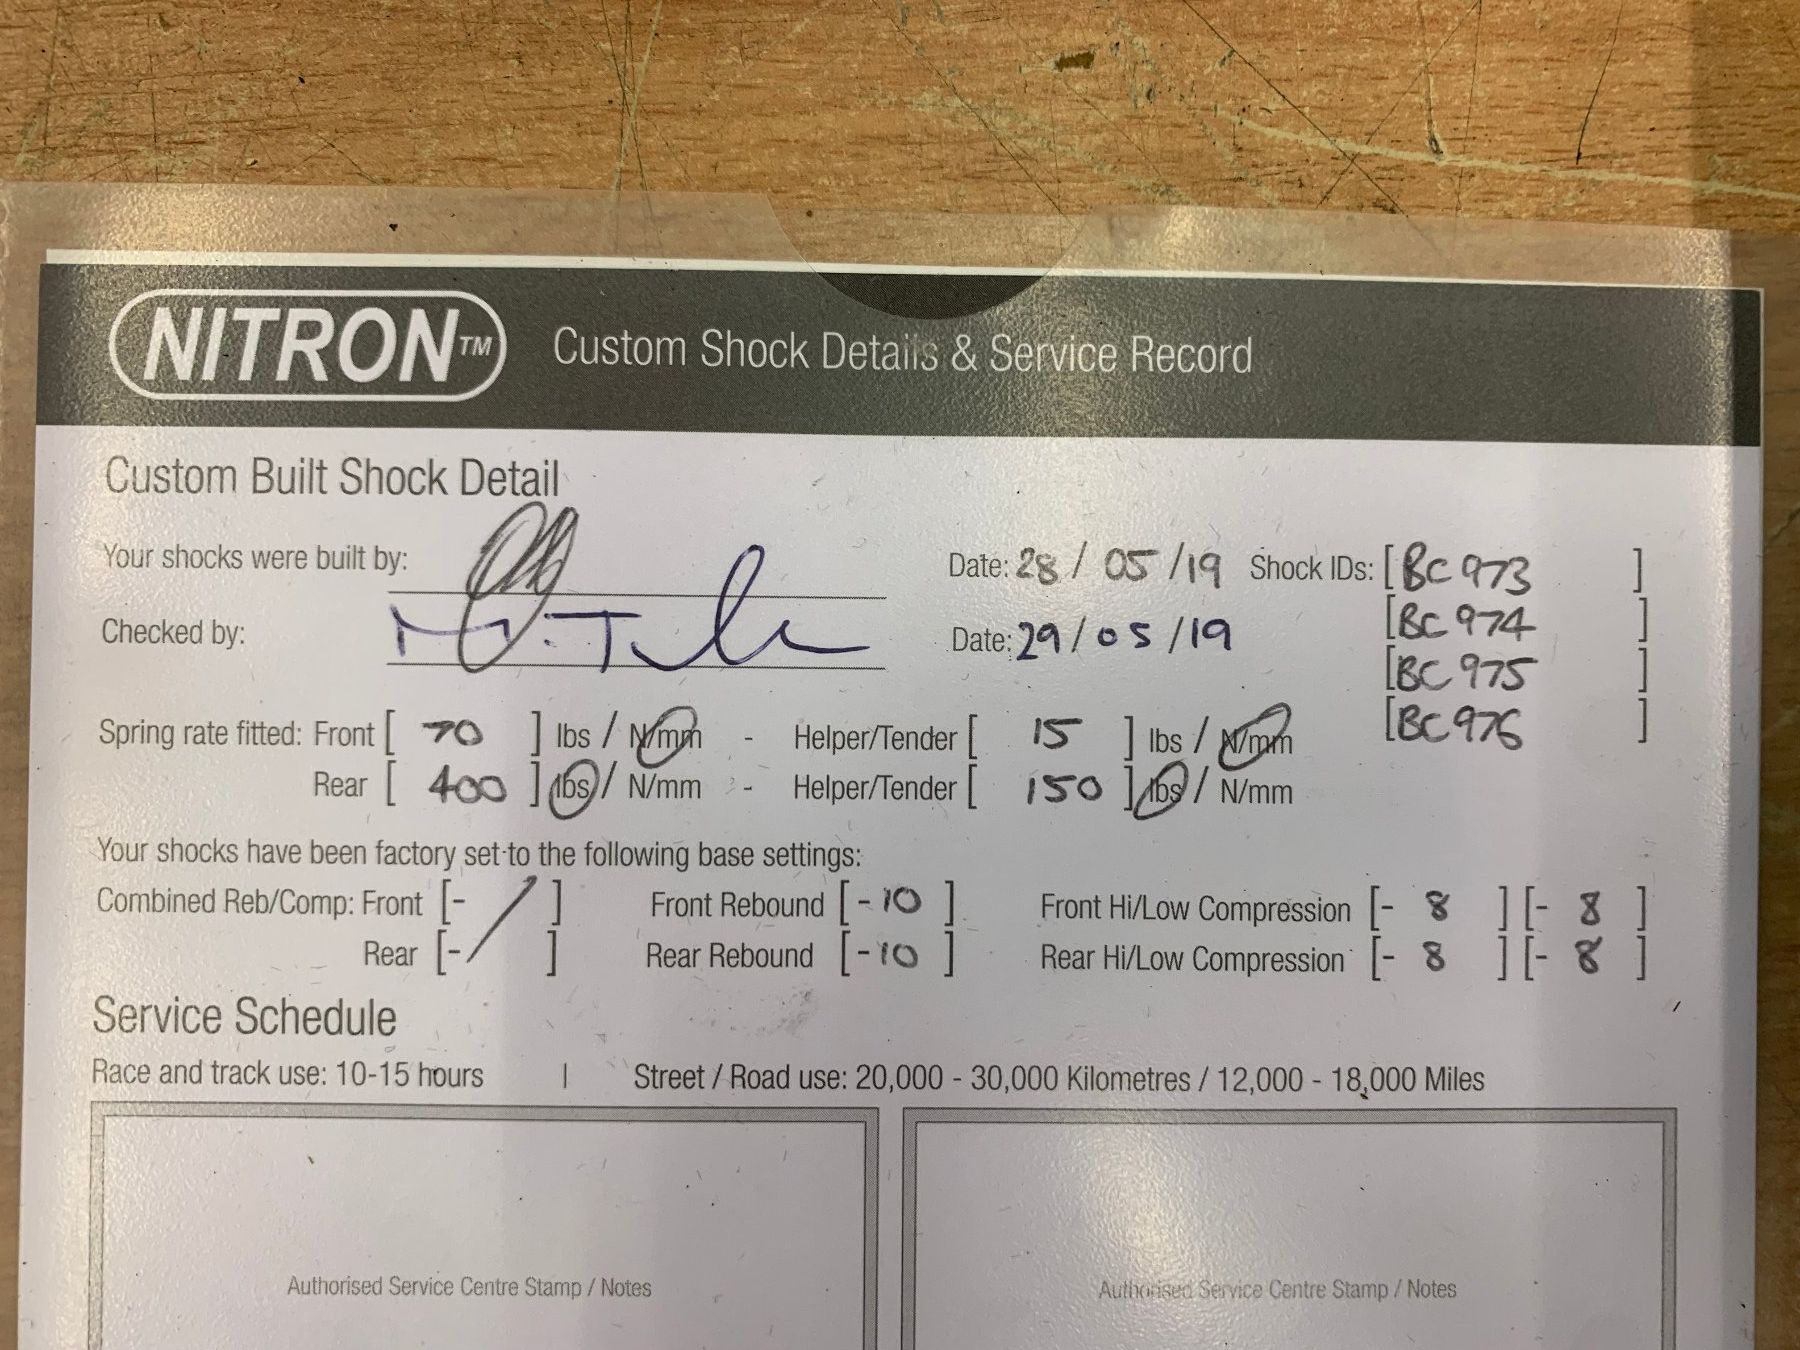 NITRON™ Custom Shock Details & Service Record
Custom Built Shock Detail
Your shocks were built by: Date: 28 / 05 / 19 Shock IDs: [BC973 ]
Checked by: Date: 29 / 05 / 19 [BC974 ]
[BC975 ]
Spring rate fitted: Front [ 70 ] lbs / N/mm - Helper/Tender [ 15 ] lbs / N/mm [BC976 ]
Rear [ 400 ] lbs / N/mm - Helper/Tender [ 150 ] lbs / N/mm
Your shocks have been factory set to the following base settings:
Combined Reb/Comp: Front [- / ] Front Rebound [-10 ] Front Hi/Low Compression [- 8 ] [- 8 ]
Rear [-/ ] Rear Rebound [-10 ] Rear Hi/Low Compression [- 8 ] [- 8 ]
Service Schedule
Race and track use: 10-15 hours | Street / Road use: 20,000 - 30,000 Kilometres / 12,000 - 18,000 Miles
Authorised Service Centre Stamp / Notes Authorised Service Centre Stamp / Notes